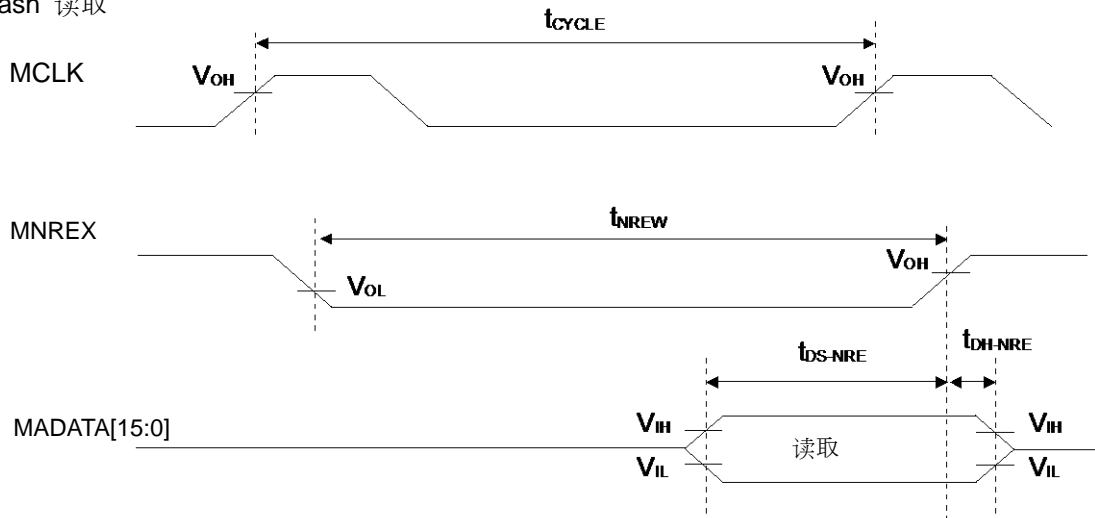 ash 读取
tCYCLE
MCLK
VOH
VOH
MNREX
tNREW
VOH
VOL
tDS-NRE
tDH-NRE
MADATA[15:0]
VIH
VIH
读取
VIL
VIL